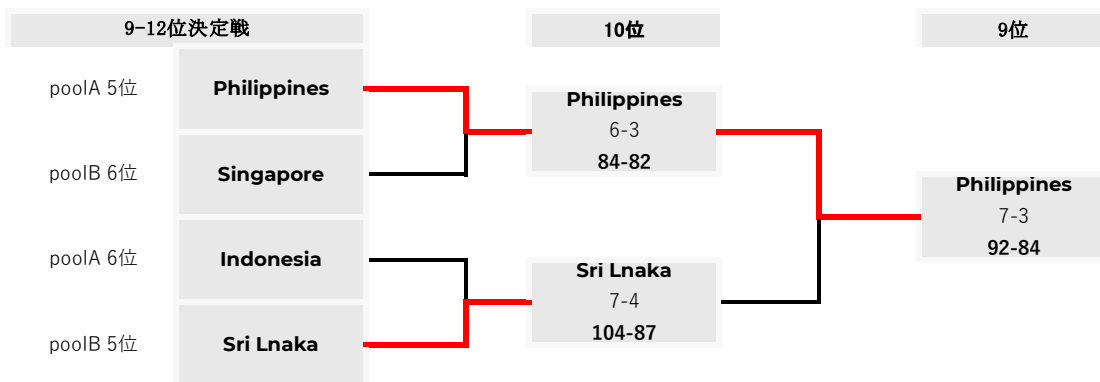 9-12位決定戦
10位
9位
poolA 5位
Philippines
poolB 6位
Singapore
poolA 6位
Indonesia
poolB 5位
Sri Lnaka
Philippines
6-3
84-82
Sri Lnaka
7-4
104-87
Philippines
7-3
92-84